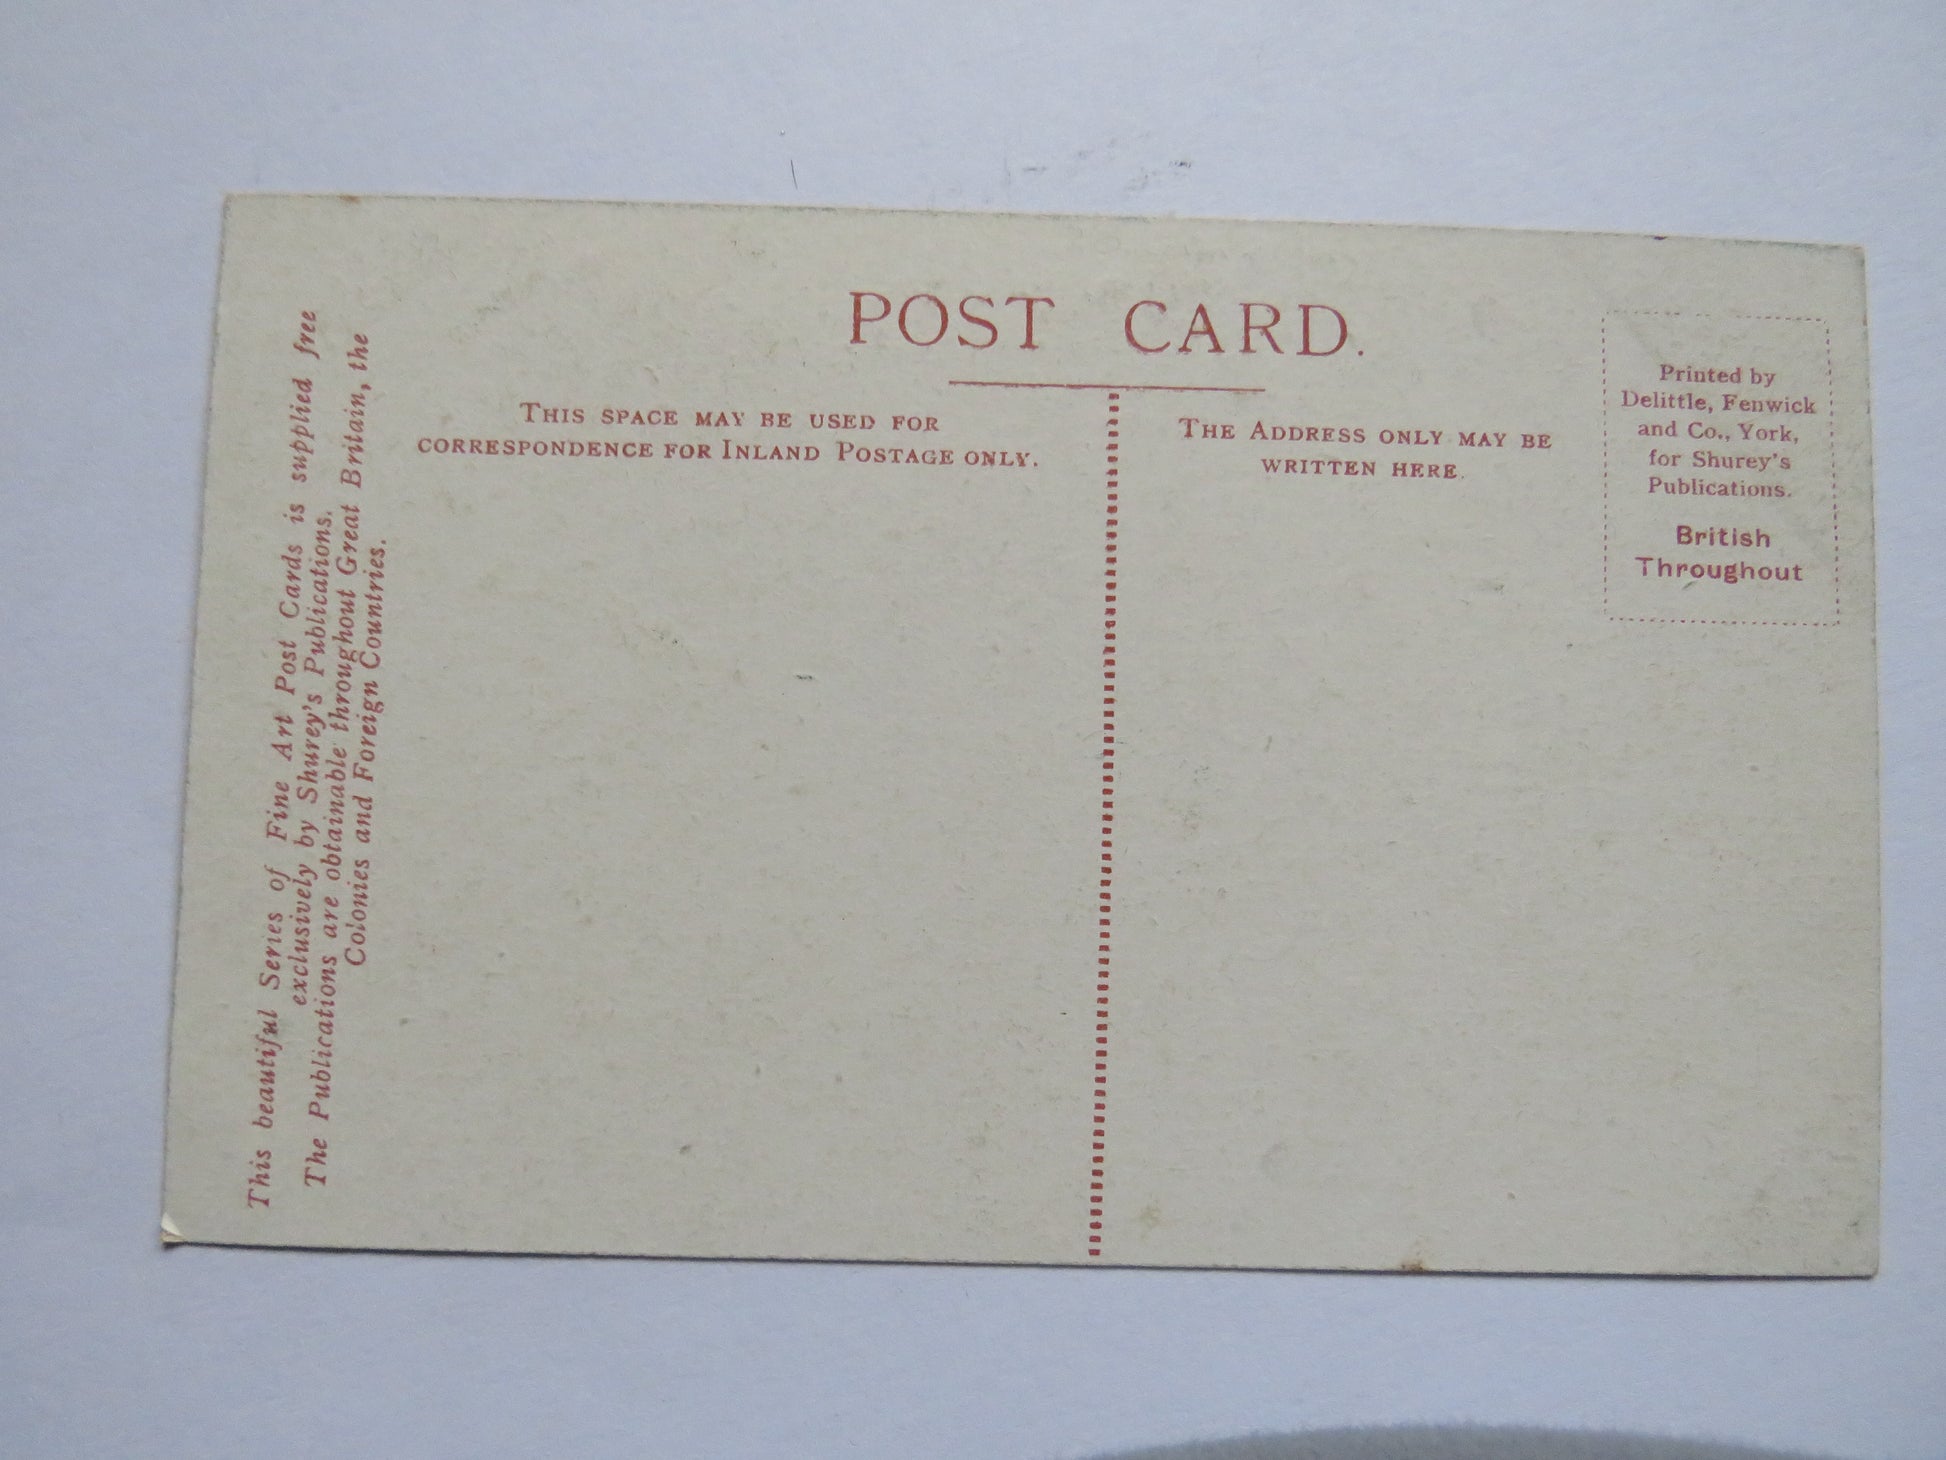 POST CARD.
This beautiful Series of Fine Art Post Cards is supplied free
exclusively by Shurey's Publications.
The Publications are obtainable throughout Great Britain, the
Colonies and Foreign Countries.
THIS SPACE MAY BE USED FOR
CORRESPONDENCE FOR INLAND POSTAGE ONLY.
THE ADDRESS ONLY MAY BE
WRITTEN HERE.
Printed by
Delittle, Fenwick
and Co., York,
for Shurey's
Publications.
British
Throughout